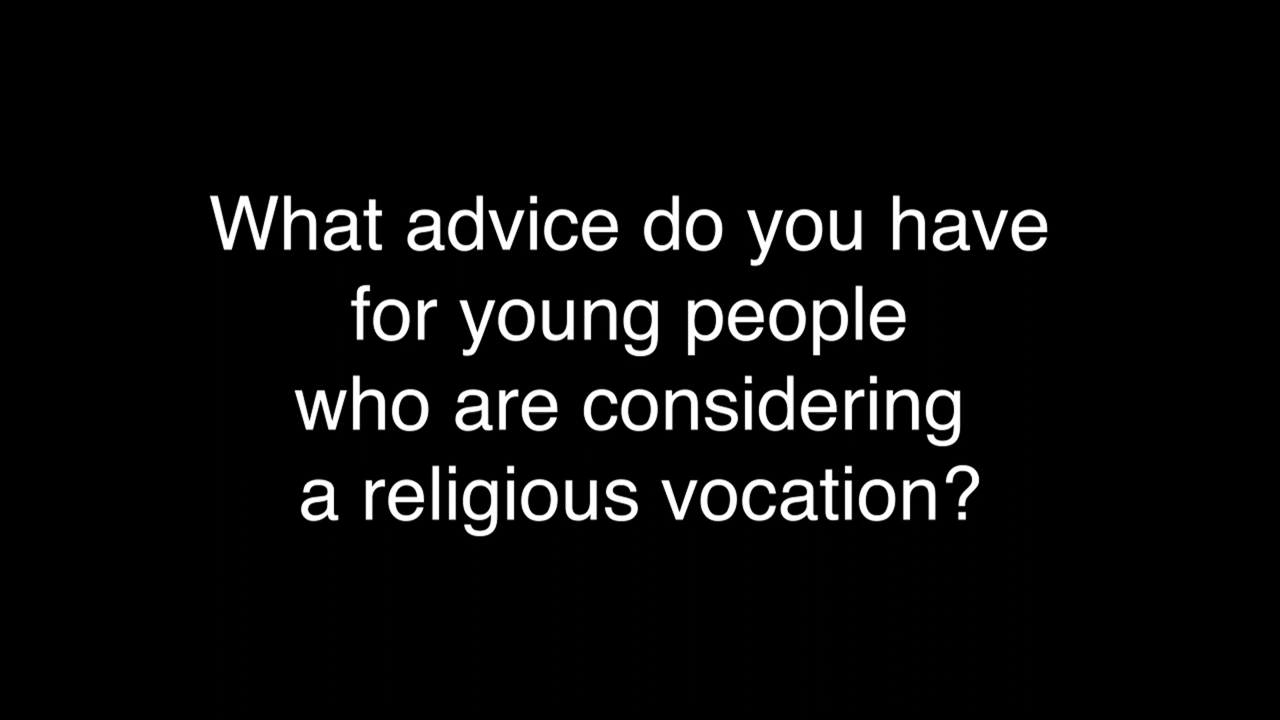 What advice do you have
for young people
who are considering
a religious vocation?